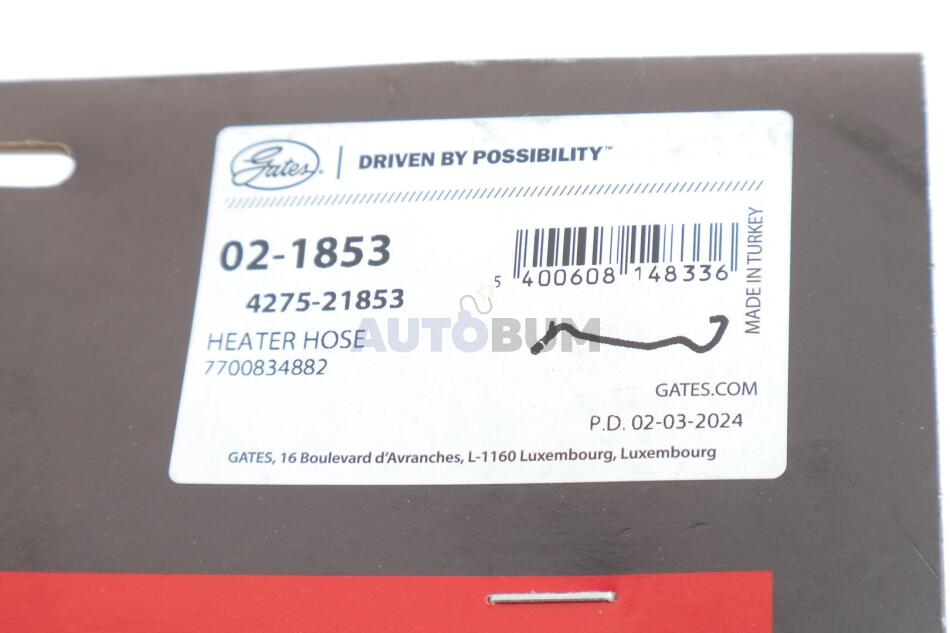 Gates® | DRIVEN BY POSSIBILITY™
02-1853
4275-21853
HEATER HOSE
7700834882
5 400608 148336
MADE IN TURKEY
AUTOBUM
GATES.COM
P.D. 02-03-2024
GATES, 16 Boulevard d'Avranches, L-1160 Luxembourg, Luxembourg